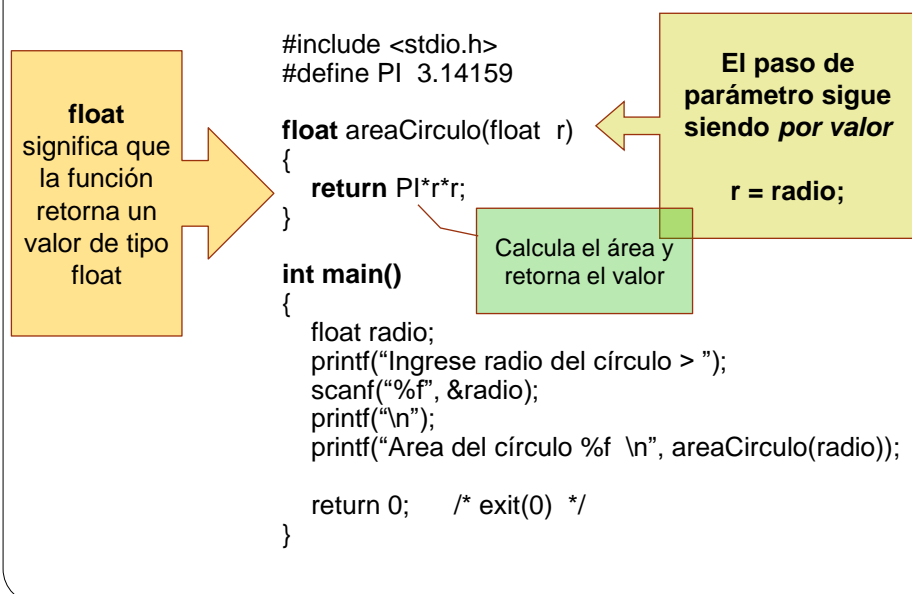 #include <stdio.h>
#define PI 3.14159
float areaCirculo(float r)
{
return PI*r*r;
}
int main()
{
float radio;
printf(“Ingrese radio del círculo > ”);
scanf(“%f”, &radio);
printf(“\n”);
printf(“Area del círculo %f \n”, areaCirculo(radio));
return 0; /* exit(0) */
}
float
significa que
la función
retorna un
valor de tipo
float
El paso de
parámetro sigue
siendo por valor
r = radio;
Calcula el área y
retorna el valor